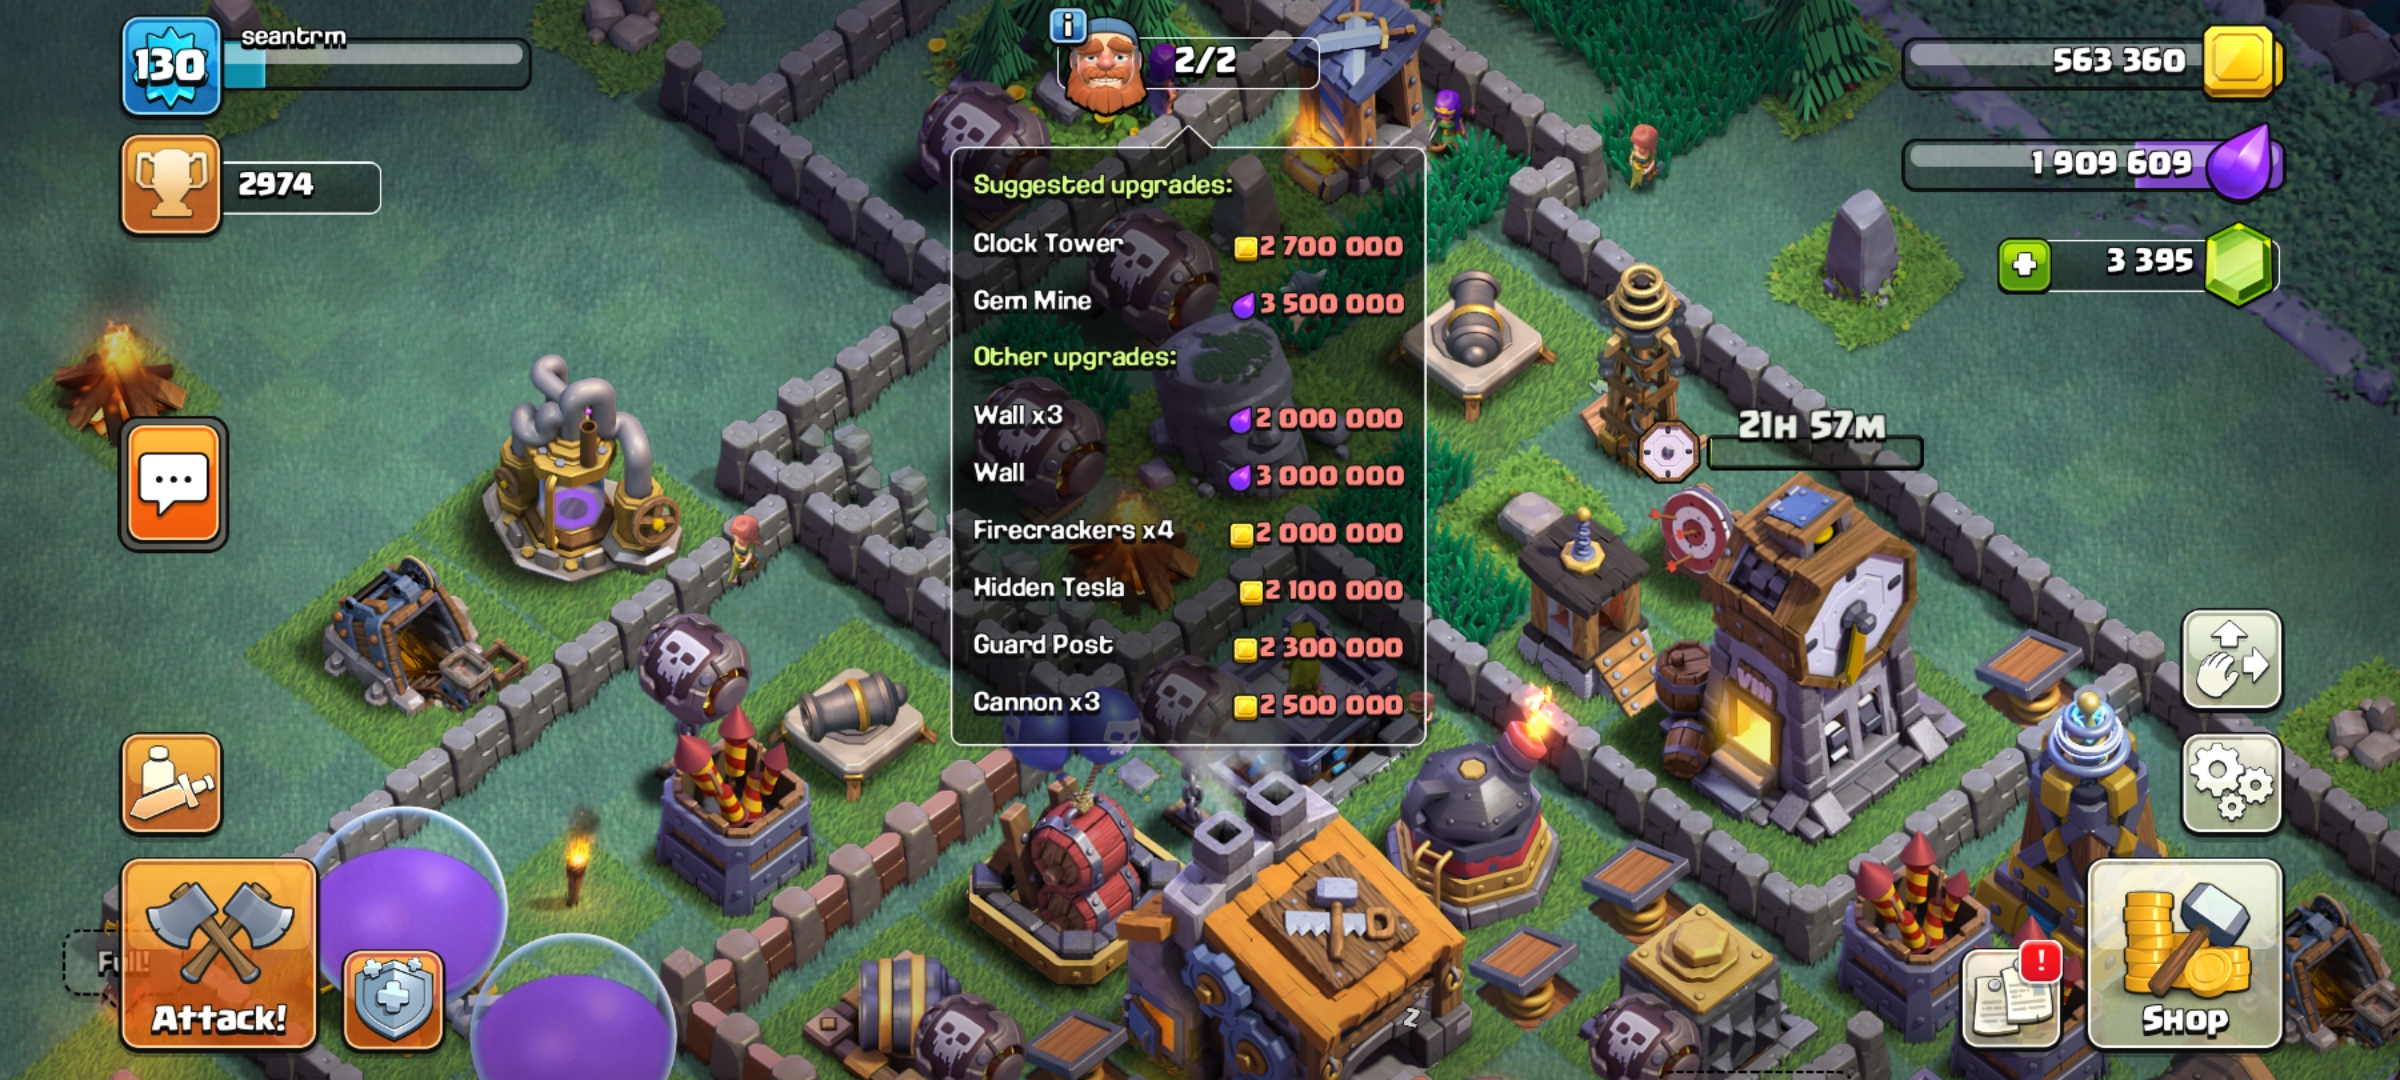 130
seantrm
2/2
563 360
2974
1 909 609
3 395
Suggested upgrades:
Clock Tower 2 700 000
Gem Mine 3 500 000
Other upgrades:
Wall x3 2 000 000
Wall 3 000 000
Firecrackers x4 2 000 000
Hidden Tesla 2 100 000
Guard Post 2 300 000
Cannon x3 2 500 000
21H 57M
VIII
Full!
Attack!
z
!
Shop